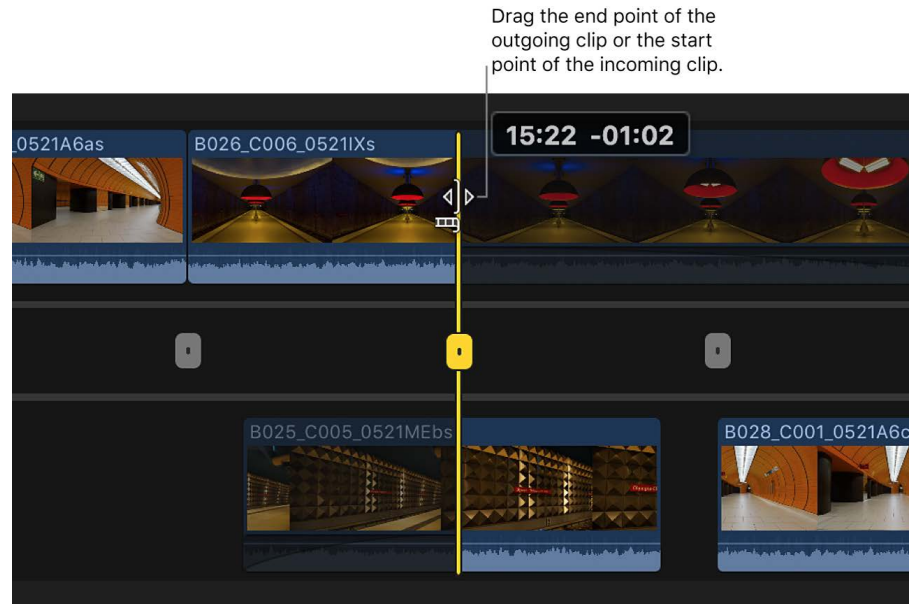 Drag the end point of the
outgoing clip or the start
point of the incoming clip.
15:22 -01:02
_0521A6as
B026_C006_0521IXs
B025_C005_0521MEbs
B028_C001_0521A6c